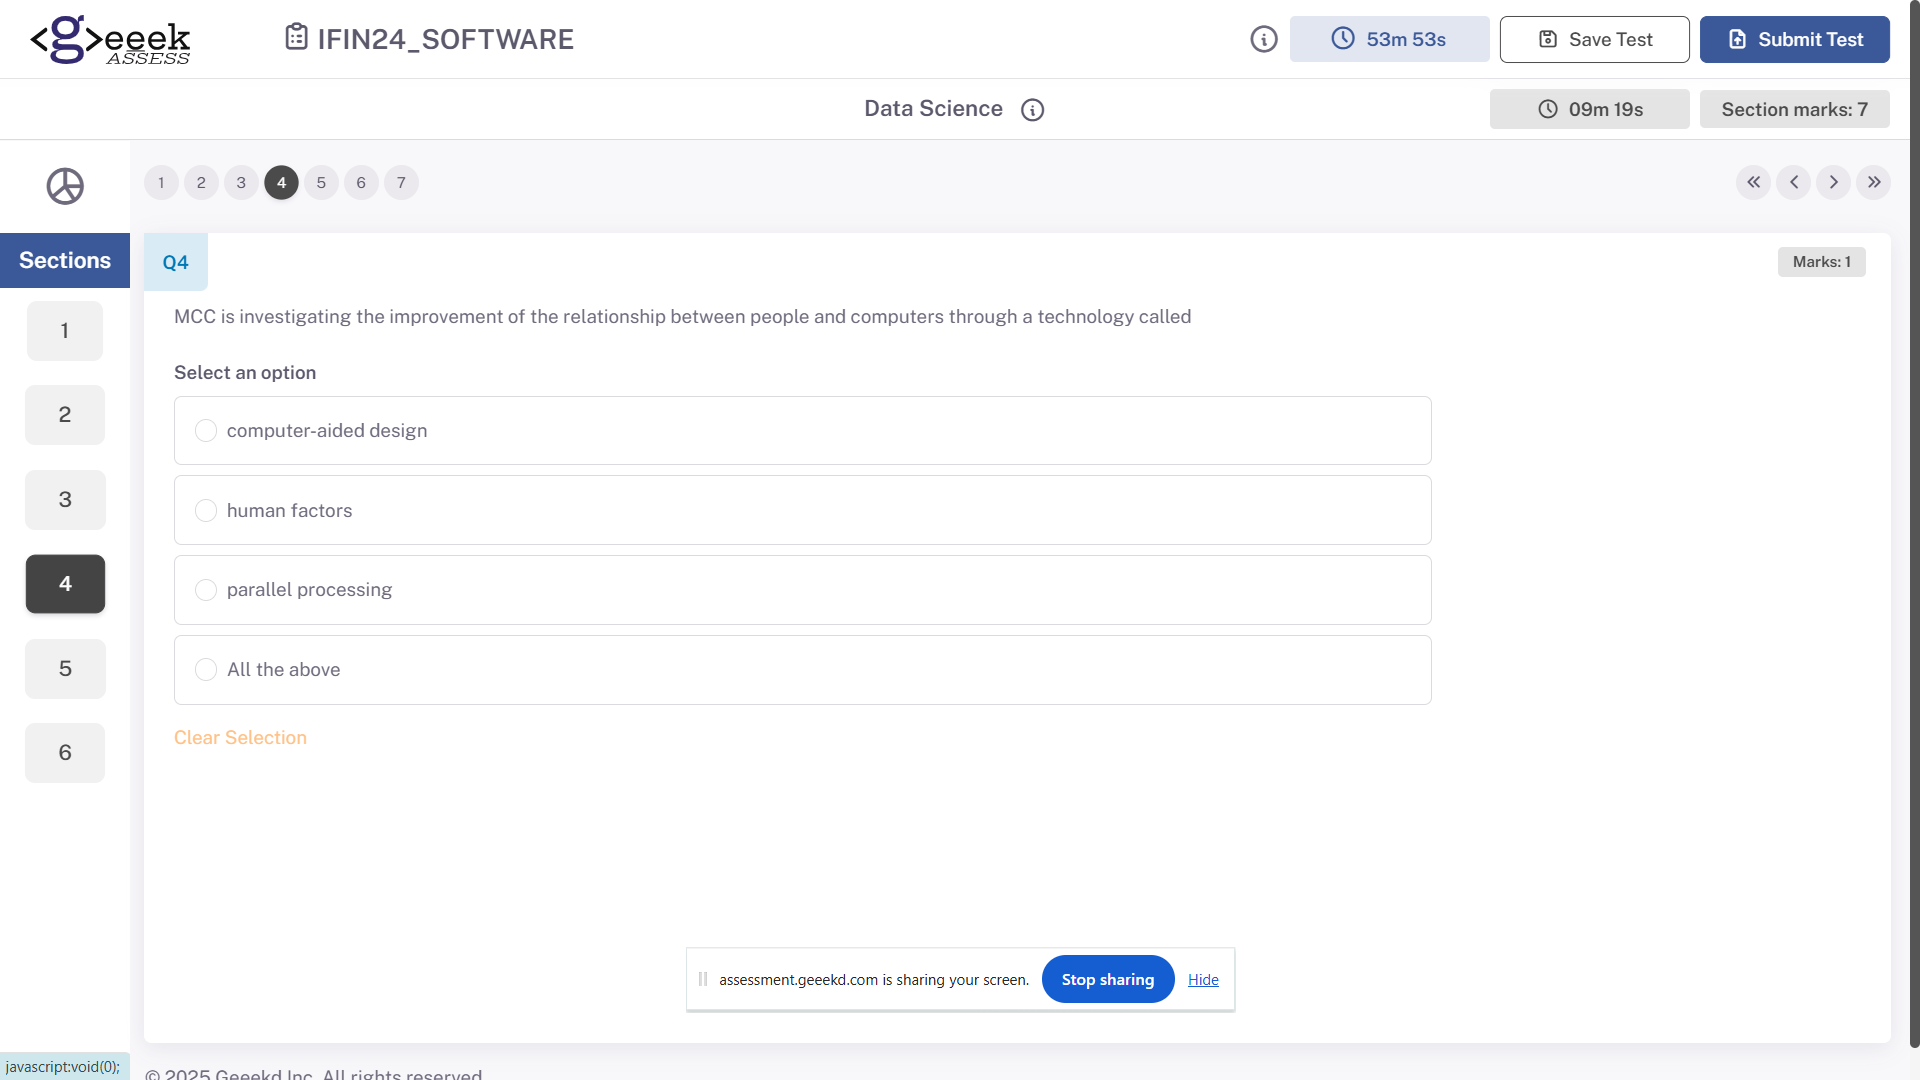 <geeek
ASSESS
IFIN24_SOFTWARE
53m 53s
Save Test
Submit Test
Data Science
09m 19s
Section marks: 7
1 2 3 4 5 6 7
Sections
1
2
3
4
5
6
Q4
Marks: 1
MCC is investigating the improvement of the relationship between people and computers through a technology called
Select an option
computer-aided design
human factors
parallel processing
All the above
Clear Selection
assessment.geeekd.com is sharing your screen.
Stop sharing
Hide
javascript:void(0);
© 2025 Geeekd Inc. All rights reserved